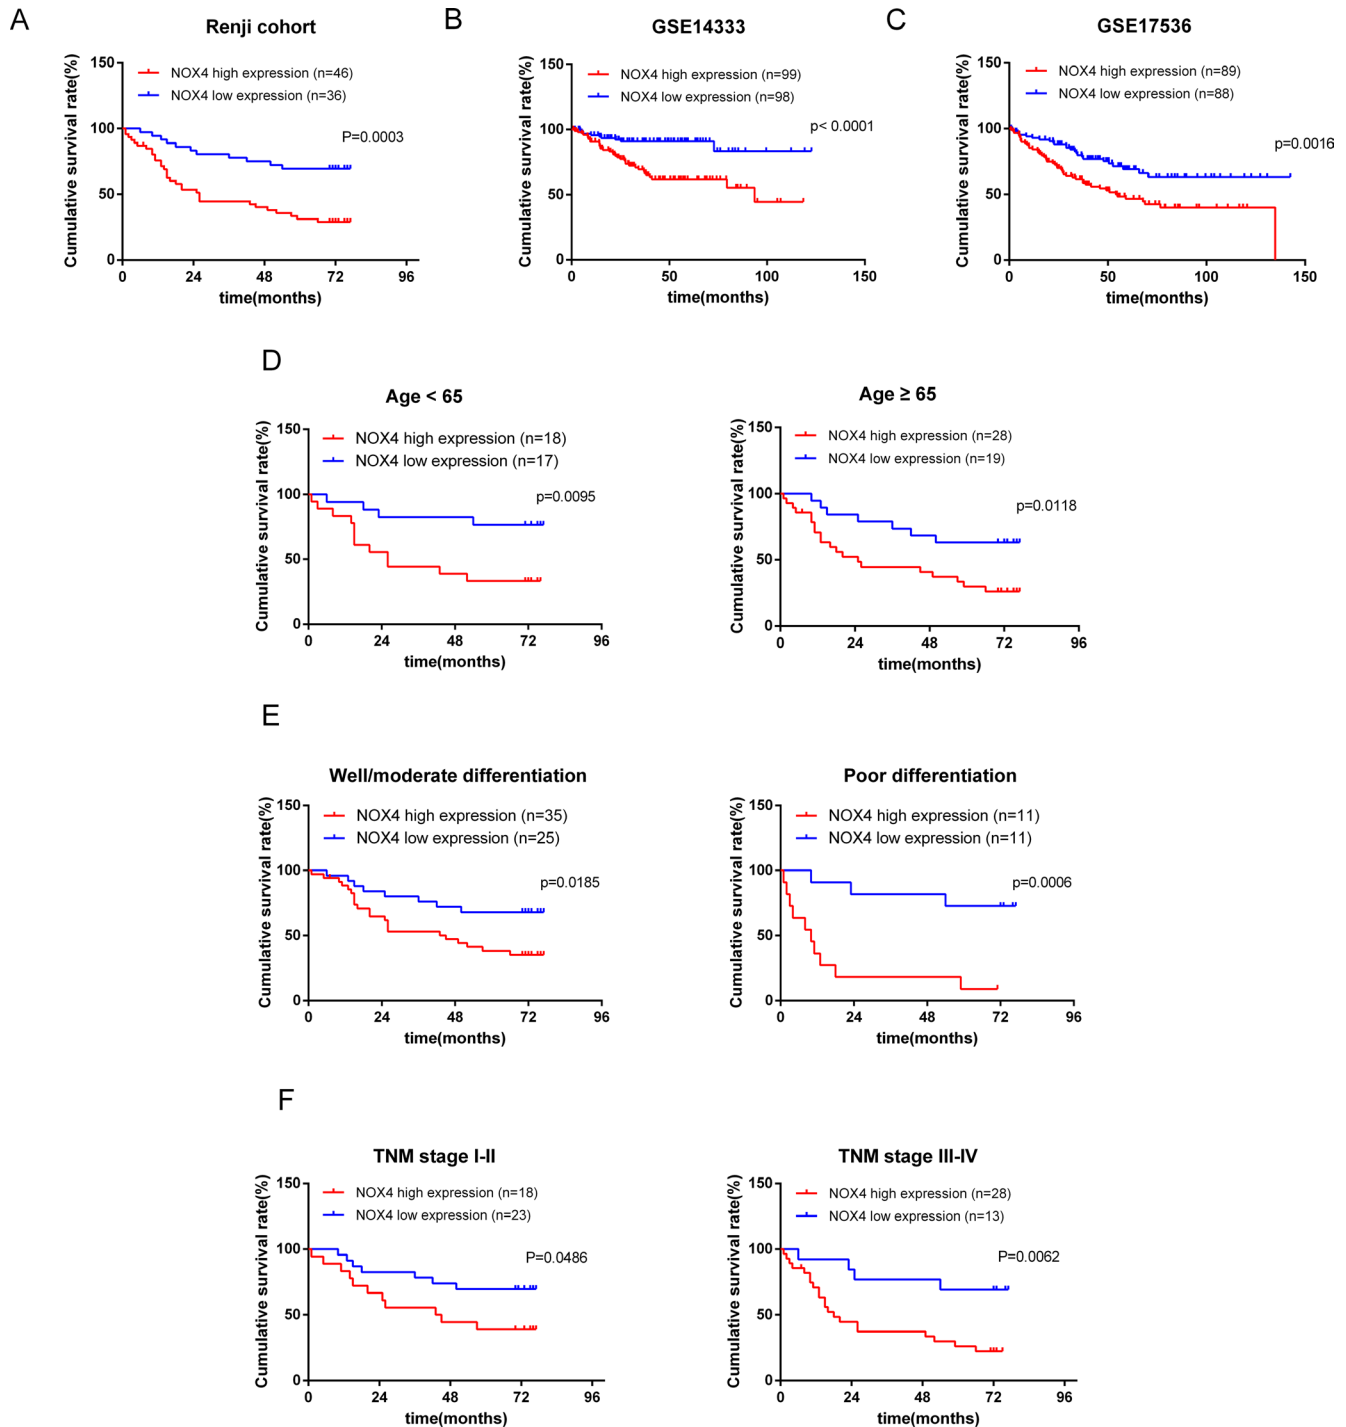 A
Renji cohort
Cumulative survival rate(%)
150
100
50
0
NOX4 high expression (n=46)
NOX4 low expression (n=36)
P=0.0003
0 24 48 72 96
time(months)
B
GSE14333
Cumulative survival rate(%)
150
100
50
0
NOX4 high expression (n=99)
NOX4 low expression (n=98)
p< 0.0001
0 50 100 150
time(months)
C
GSE17536
Cumulative survival rate(%)
150
100
50
0
NOX4 high expression (n=89)
NOX4 low expression (n=88)
p=0.0016
0 50 100 150
time(months)
D
Age < 65
Cumulative survival rate(%)
150
100
50
0
NOX4 high expression (n=18)
NOX4 low expression (n=17)
p=0.0095
0 24 48 72 96
time(months)
Age ≥ 65
Cumulative survival rate(%)
150
100
50
0
NOX4 high expression (n=28)
NOX4 low expression (n=19)
p=0.0118
0 24 48 72 96
time(months)
E
Well/moderate differentiation
Cumulative survival rate(%)
150
100
50
0
NOX4 high expression (n=35)
NOX4 low expression (n=25)
p=0.0185
0 24 48 72 96
time(months)
Poor differentiation
Cumulative survival rate(%)
150
100
50
0
NOX4 high expression (n=11)
NOX4 low expression (n=11)
p=0.0006
0 24 48 72 96
time(months)
F
TNM stage I-II
Cumulative survival rate(%)
150
100
50
0
NOX4 high expression (n=18)
NOX4 low expression (n=23)
P=0.0486
0 24 48 72 96
time(months)
TNM stage III-IV
Cumulative survival rate(%)
150
100
50
0
NOX4 high expression (n=28)
NOX4 low expression (n=13)
P=0.0062
0 24 48 72 96
time(months)